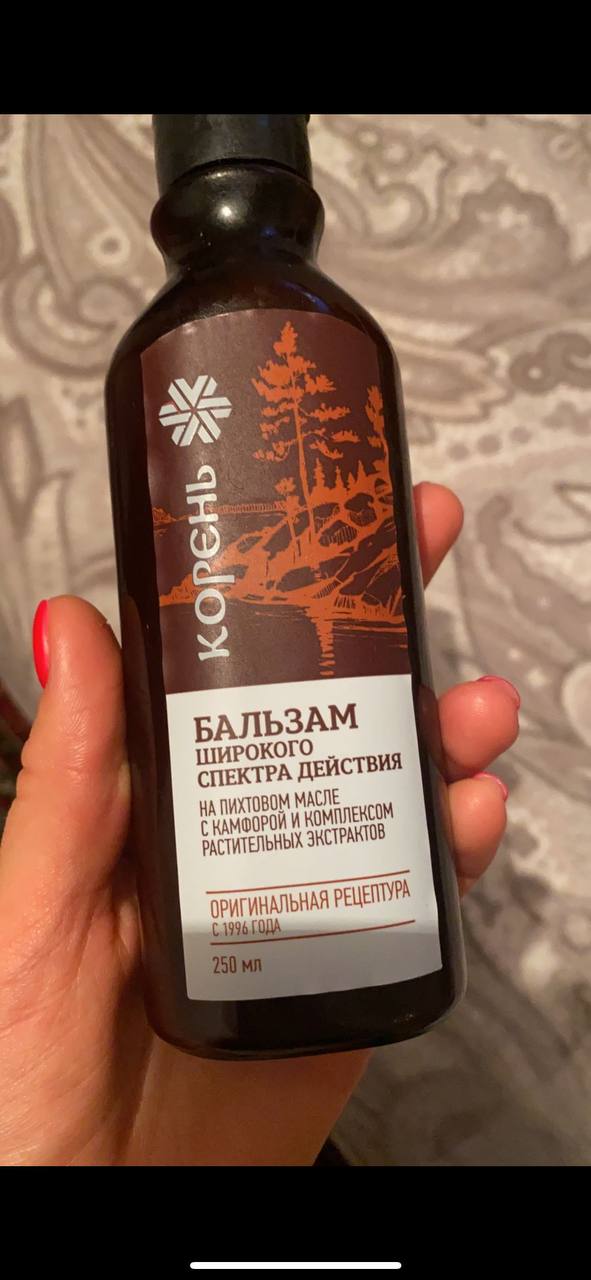 КОРЕНЬ
БАЛЬЗАМ
ШИРОКОГО
СПЕКТРА ДЕЙСТВИЯ
НА ПИХТОВОМ МАСЛЕ
С КАМФОРОЙ И КОМПЛЕКСОМ
РАСТИТЕЛЬНЫХ ЭКСТРАКТОВ
ОРИГИНАЛЬНАЯ РЕЦЕПТУРА
С 1996 ГОДА
250 мл